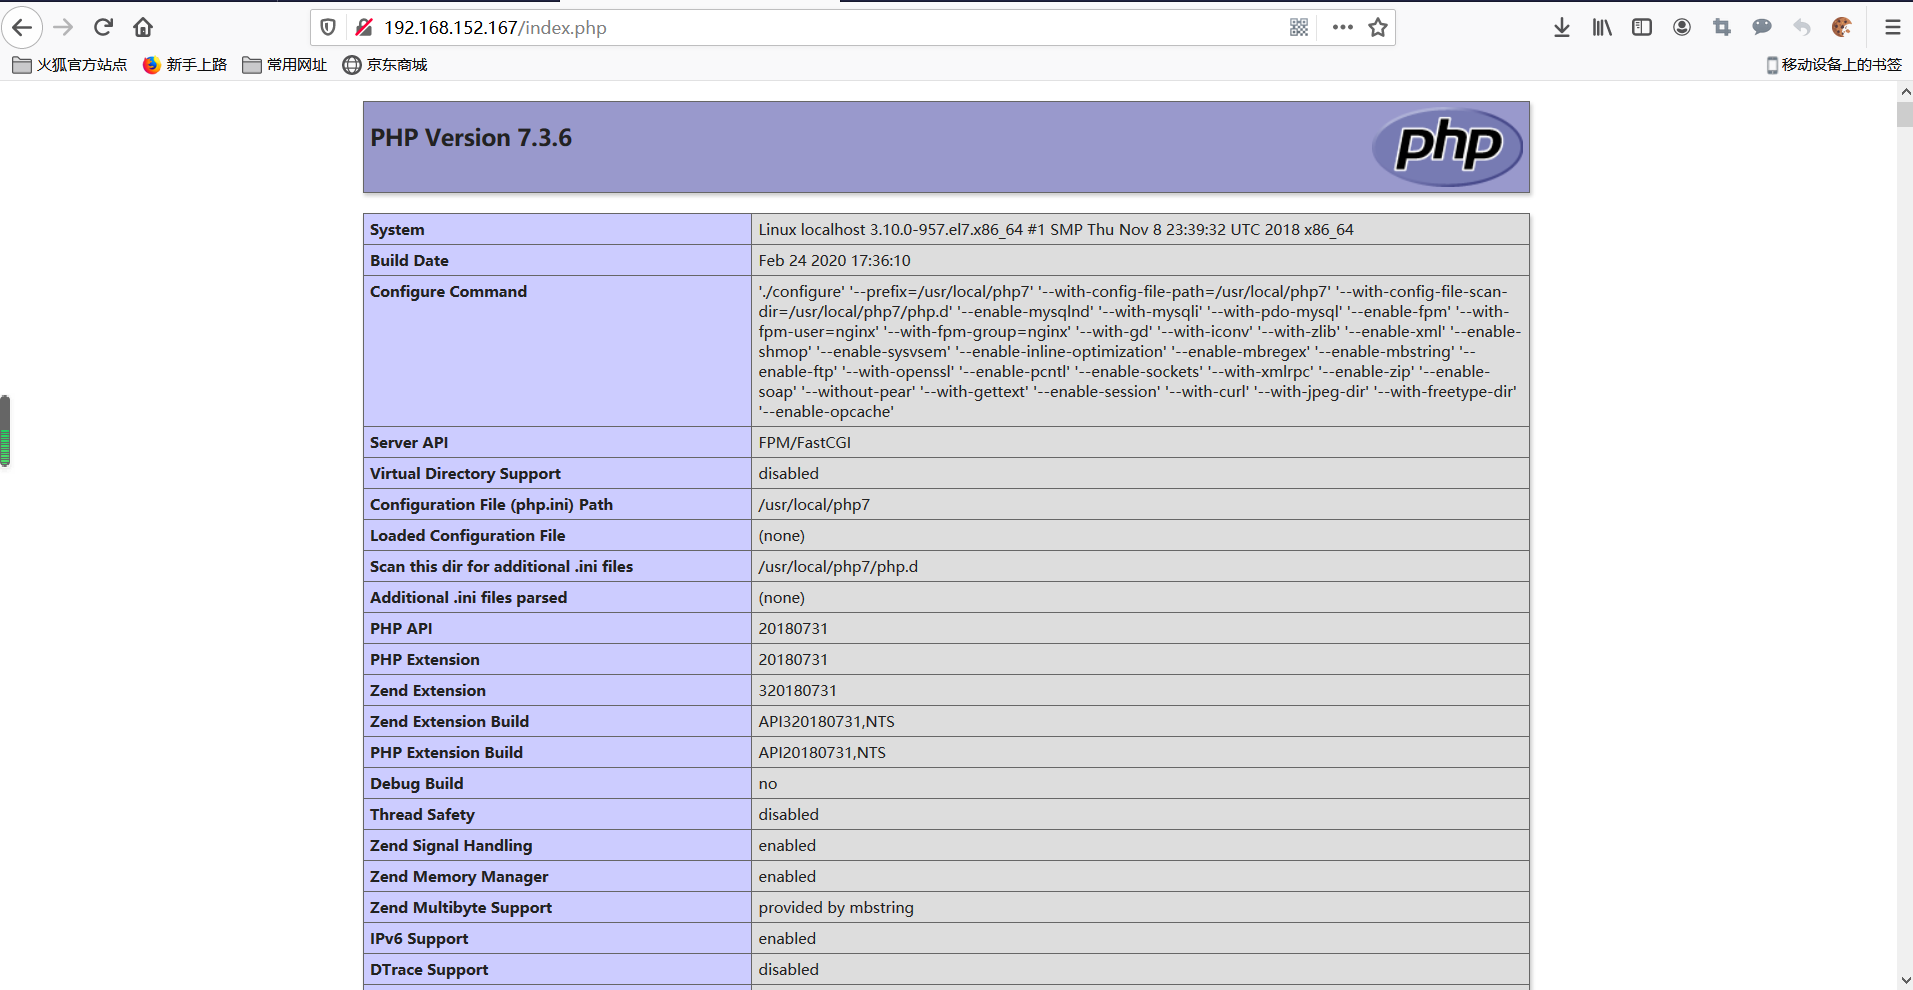 192.168.152.167/index.php
火狐官方站点 新手上路 常用网址 京东商城 移动设备上的书签
PHP Version 7.3.6
php
System Linux localhost 3.10.0-957.el7.x86_64 #1 SMP Thu Nov 8 23:39:32 UTC 2018 x86_64
Build Date Feb 24 2020 17:36:10
Configure Command './configure' '--prefix=/usr/local/php7' '--with-config-file-path=/usr/local/php7' '--with-config-file-scan-
dir=/usr/local/php7/php.d' '--enable-mysqlnd' '--with-mysqli' '--with-pdo-mysql' '--enable-fpm' '--with-
fpm-user=nginx' '--with-fpm-group=nginx' '--with-gd' '--with-iconv' '--with-zlib' '--enable-xml' '--enable-
shmop' '--enable-sysvsem' '--enable-inline-optimization' '--enable-mbregex' '--enable-mbstring' '--
enable-ftp' '--with-openssl' '--enable-pcntl' '--enable-sockets' '--with-xmlrpc' '--enable-zip' '--enable-
soap' '--without-pear' '--with-gettext' '--enable-session' '--with-curl' '--with-jpeg-dir' '--with-freetype-dir'
'--enable-opcache'
Server API FPM/FastCGI
Virtual Directory Support disabled
Configuration File (php.ini) Path /usr/local/php7
Loaded Configuration File (none)
Scan this dir for additional .ini files /usr/local/php7/php.d
Additional .ini files parsed (none)
PHP API 20180731
PHP Extension 20180731
Zend Extension 320180731
Zend Extension Build API320180731,NTS
PHP Extension Build API20180731,NTS
Debug Build no
Thread Safety disabled
Zend Signal Handling enabled
Zend Memory Manager enabled
Zend Multibyte Support provided by mbstring
IPv6 Support enabled
DTrace Support disabled